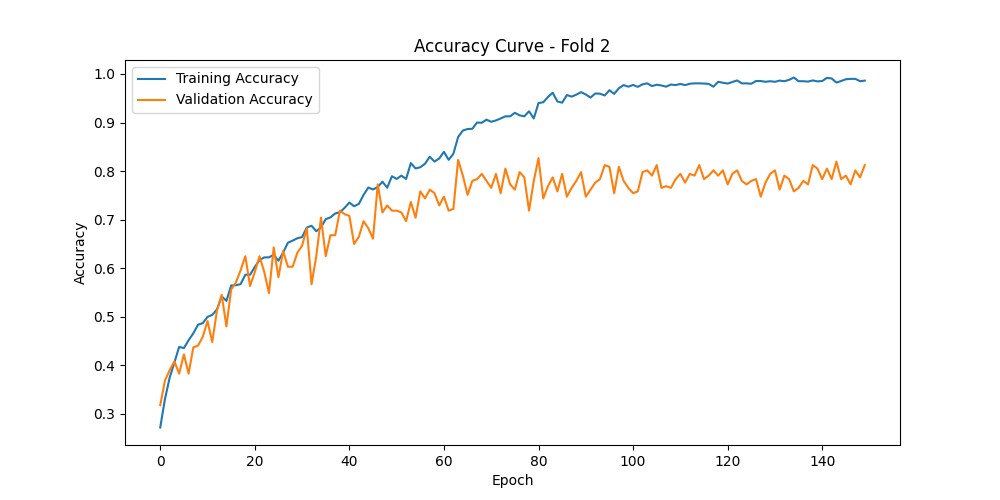 Accuracy Curve - Fold 2
Training Accuracy
Validation Accuracy
Accuracy
1.0
0.9
0.8
0.7
0.6
0.5
0.4
0.3
0 20 40 60 80 100 120 140
Epoch